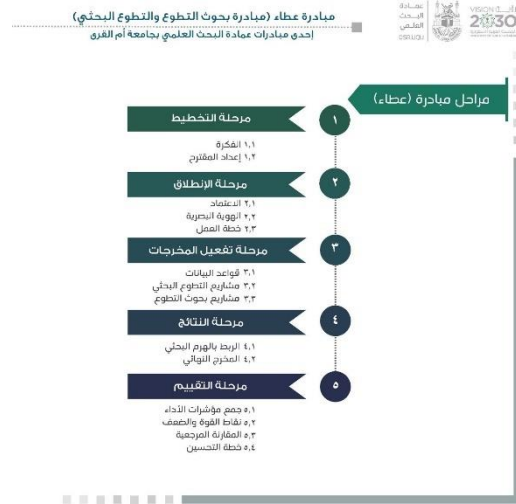 مبادرة عطاء (مبادرة بحوث التطوع والتطوع البحثي)
إحدى مبادرات عمادة البحث العلمي بجامعة أم القرى
عمادة
البحث
العلمي
DSRUQU
VISION رؤية
2030
مراحل مبادرة (عطاء)
١
مرحلة التخطيط
١,١ الفكرة
١,٢ إعداد المقترح
٢
مرحلة الإنطلاق
٢,١ الاعتماد
٢,٢ الهوية البصرية
٢,٣ خطة العمل
٣
مرحلة تفعيل المخرجات
٣,١ قواعد البيانات
٣,٢ مشاريع التطوع البحثي
٣,٣ مشاريع بحوث التطوع
٤
مرحلة النتائج
٤,١ الربط بالهرم البحثي
٤,٢ المخرج النهائي
٥
مرحلة التقييم
٥,١ جمع مؤشرات الأداء
٥,٢ نقاط القوة والضعف
٥,٣ المقارنة المرجعية
٥,٤ خطة التحسين